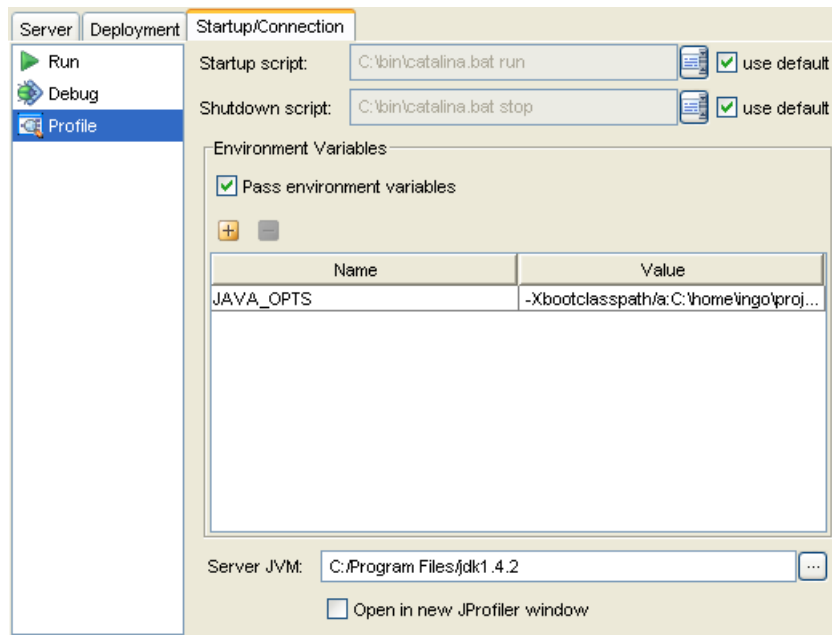 Server Deployment Startup/Connection
Run
Debug
Profile
Startup script: C:\bin\catalina.bat run use default
Shutdown script: C:\bin\catalina.bat stop use default
Environment Variables
Pass environment variables
Name Value
JAVA_OPTS -Xbootclasspath/a:C:\home\ingo\proj...
Server JVM: C:/Program Files/jdk1.4.2 ...
Open in new JProfiler window